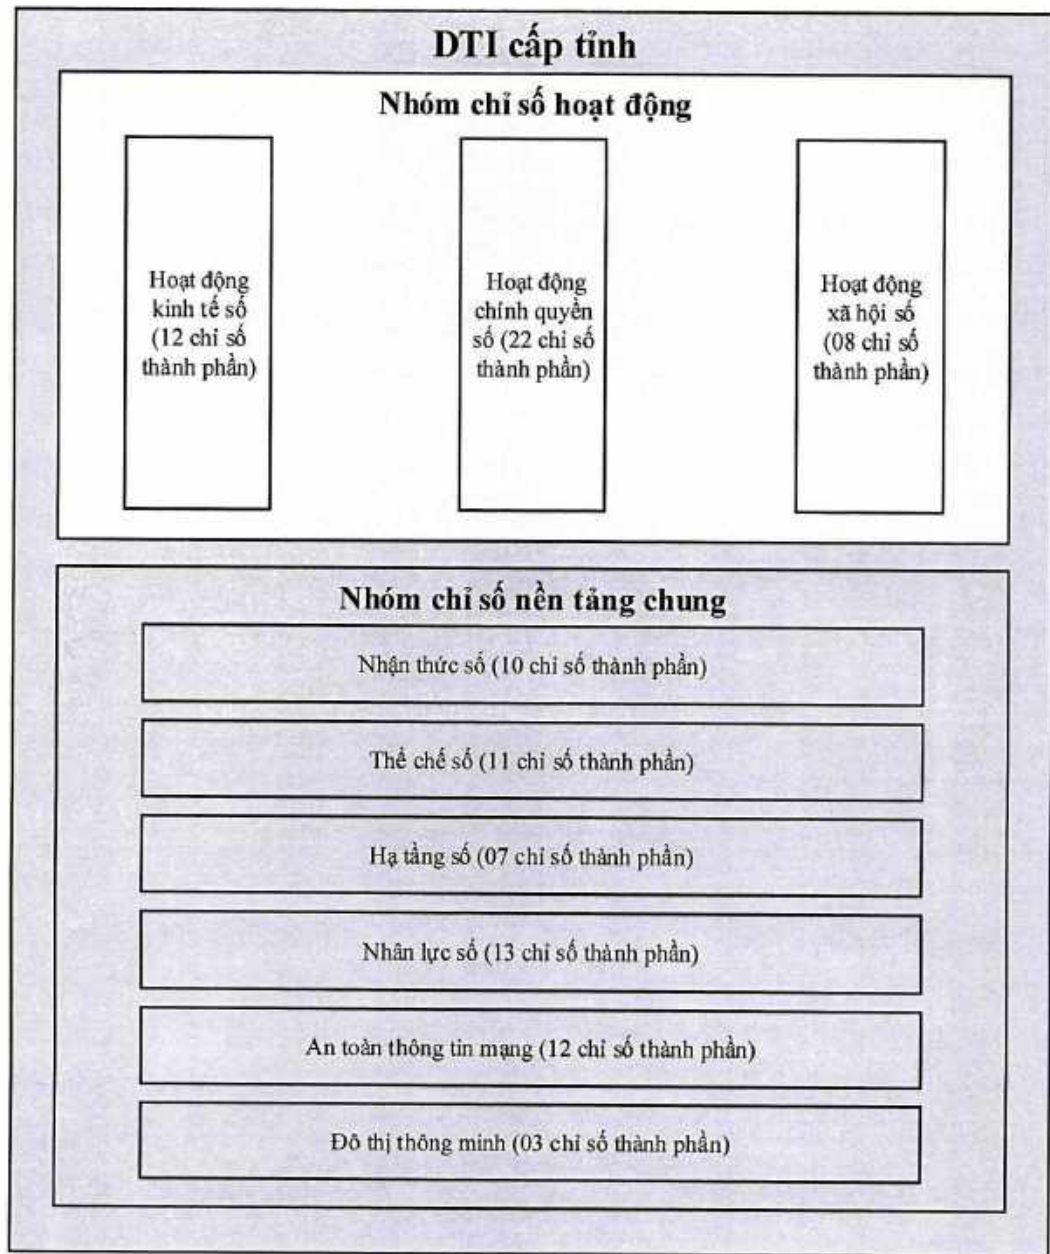 DTI cấp tỉnh
Nhóm chỉ số hoạt động
Hoạt động
kinh tế số
(12 chỉ số
thành phần)
Hoạt động
chính quyền
số (22 chỉ số
thành phần)
Hoạt động
xã hội số
(08 chỉ số
thành phần)
Nhóm chỉ số nền tảng chung
Nhận thức số (10 chỉ số thành phần)
Thể chế số (11 chỉ số thành phần)
Hạ tầng số (07 chỉ số thành phần)
Nhân lực số (13 chỉ số thành phần)
An toàn thông tin mạng (12 chỉ số thành phần)
Đô thị thông minh (03 chỉ số thành phần)